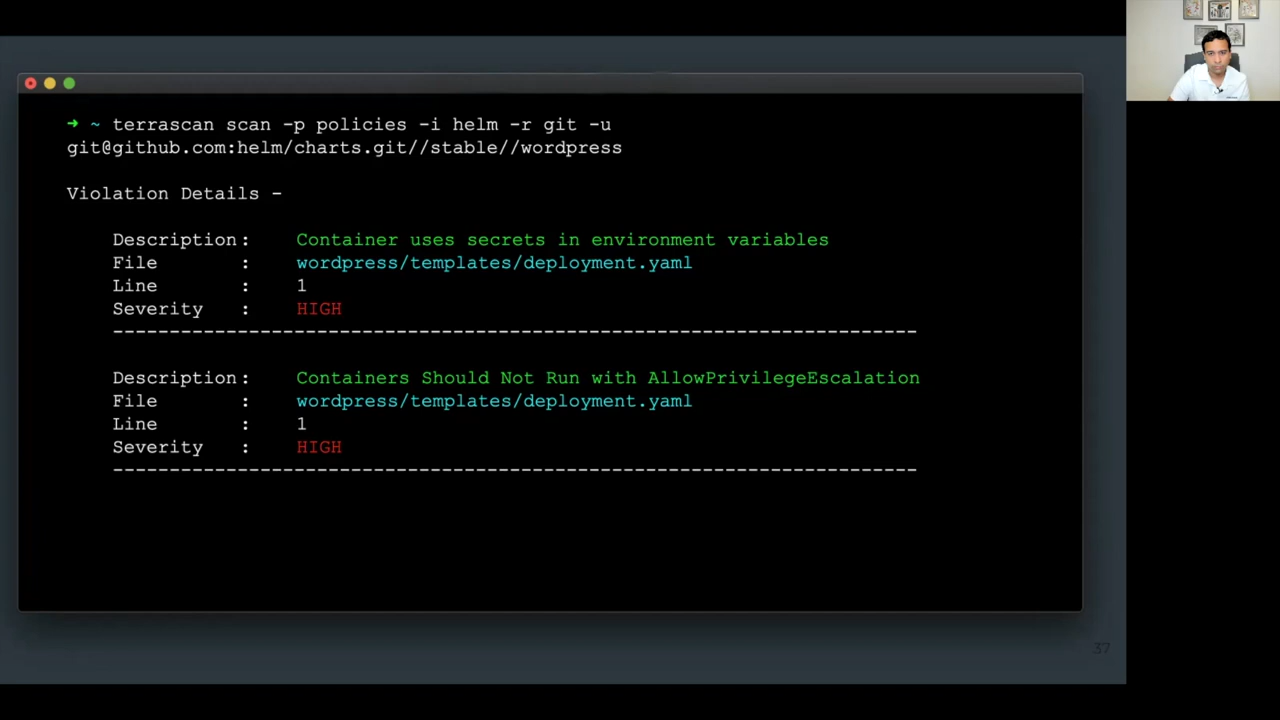 → ~ terrascan scan -p policies -i helm -r git -u
git@github.com:helm/charts.git//stable//wordpress
Violation Details -
Description: Container uses secrets in environment variables
File : wordpress/templates/deployment.yaml
Line : 1
Severity : HIGH
-----------------------------------------------------------------------
Description: Containers Should Not Run with AllowPrivilegeEscalation
File : wordpress/templates/deployment.yaml
Line : 1
Severity : HIGH
-----------------------------------------------------------------------
37